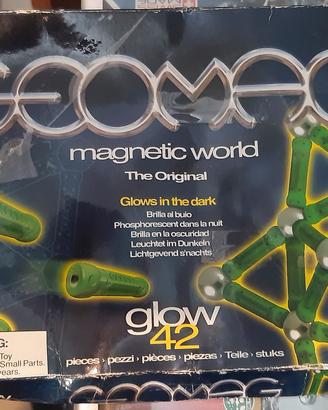 GEOMAG
magnetic world
The Original
Glows in the dark
Brilla al buio
Phosphorescent dans la nuit
Brilla en la oscuridad
Leuchtet im Dunkeln
Lichtgevend s'nachts
glow
42
pieces › pezzi › pièces › piezas › Teile › stuks
G:
Toy
Small Parts.
years.
GEOMAG